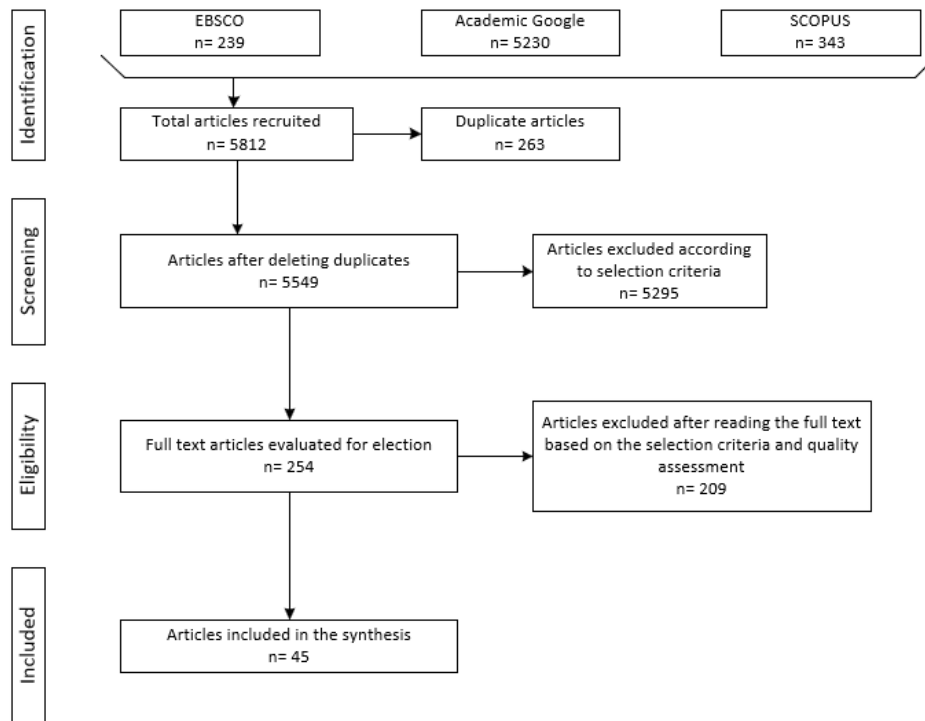 Identification
EBSCO
n= 239
Academic Google
n= 5230
SCOPUS
n= 343
Total articles recruited
n= 5812
Duplicate articles
n= 263
Screening
Articles after deleting duplicates
n= 5549
Articles excluded according
to selection criteria
n= 5295
Eligibility
Full text articles evaluated for election
n= 254
Articles excluded after reading the full text
based on the selection criteria and quality
assessment
n= 209
Included
Articles included in the synthesis
n= 45